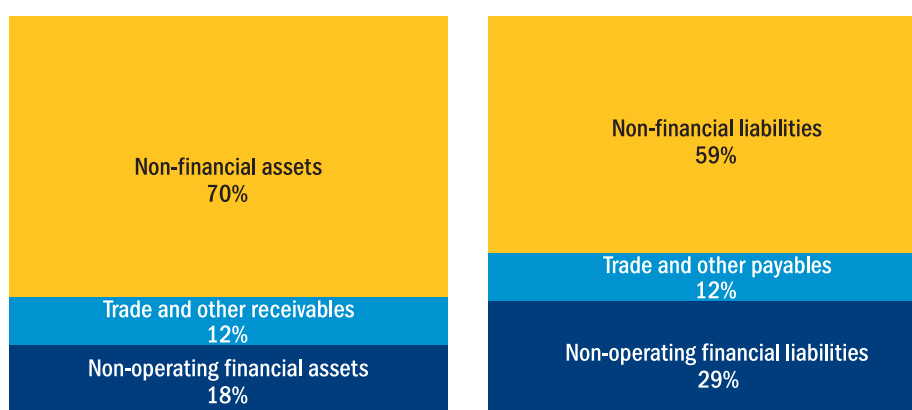 Non-financial assets
70%
Trade and other receivables
12%
Non-operating financial assets
18%
Non-financial liabilities
59%
Trade and other payables
12%
Non-operating financial liabilities
29%